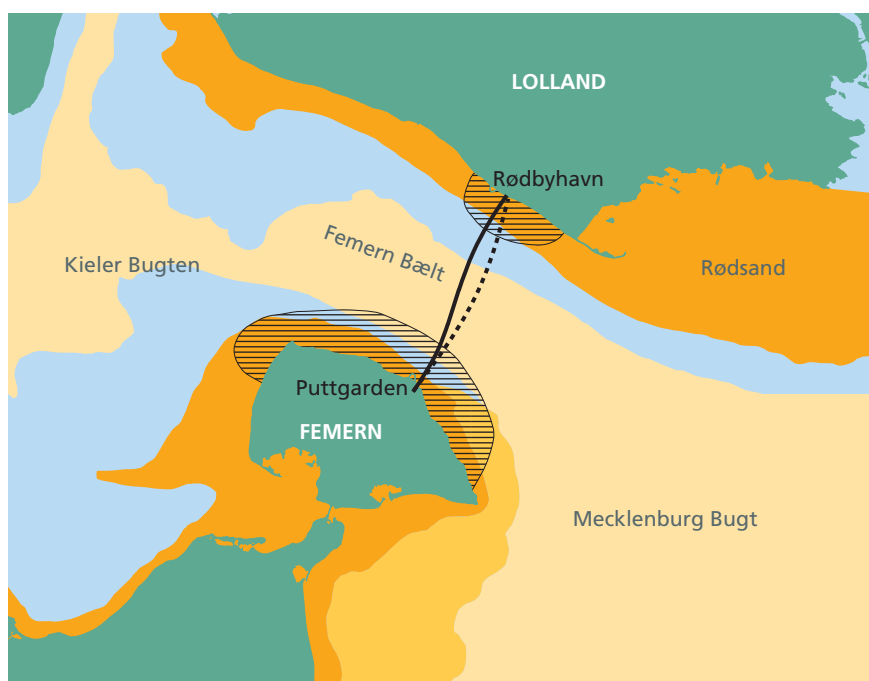 LOLLAND
Rødbyhavn
Femern Bælt
Kieler Bugten
Rødsand
Puttgarden
FEMERN
Mecklenburg Bugt